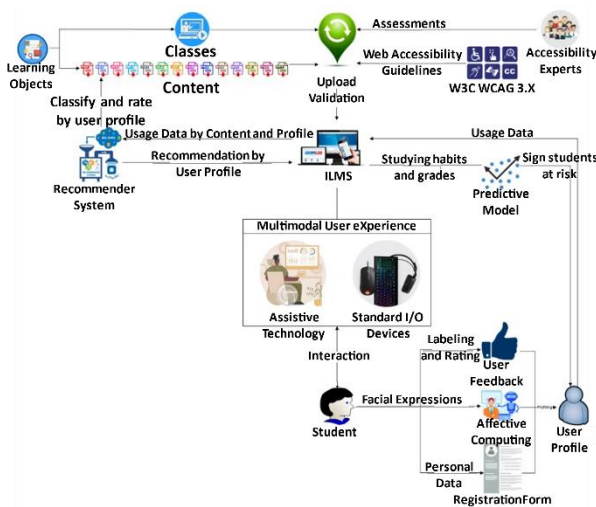 Learning
Objects
Classes
Content
Upload
Validation
Assessments
Web Accessibility
Guidelines
W3C WCAG 3.X
CC
Accessibility
Experts
Classify and rate
by user profile
Usage Data by Content and Profile
Recommendation by
User Profile
Recommender
System
ILMS
Usage Data
Studying habits
and grades
Sign students
at risk
Predictive
Model
Multimodal User eXperience
Assistive
Technology
Standard I/O
Devices
Interaction
Student
Labeling
and Rating
User
Feedback
Facial Expressions
Affective
Computing
User
Profile
Personal
Data
RegistrationForm